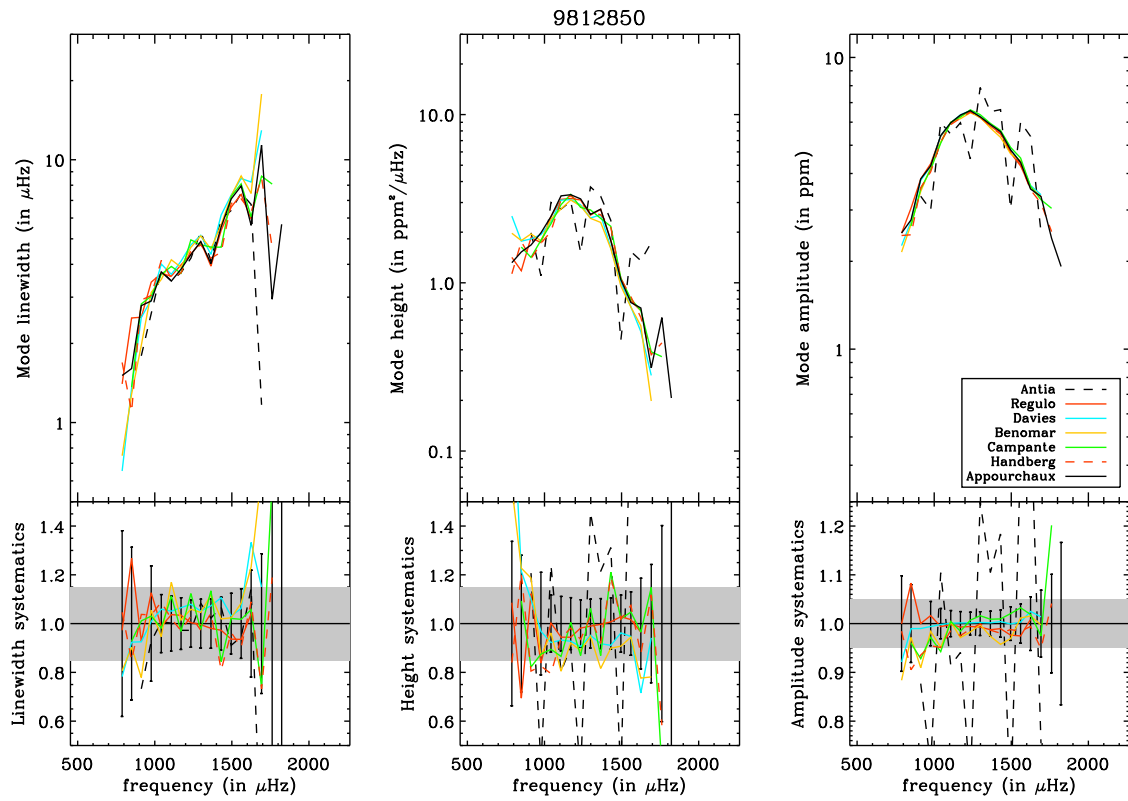 9812850
Mode linewidth (in μHz)
10
1
Mode height (in ppm²/μHz)
10.0
1.0
0.1
Mode amplitude (in ppm)
10
1
Antia
Regulo
Davies
Benomar
Campante
Handberg
Appourchaux
Linewidth systematics
1.4
1.2
1.0
0.8
0.6
500 1000 1500 2000
frequency (in μHz)
Height systematics
1.4
1.2
1.0
0.8
0.6
500 1000 1500 2000
frequency (in μHz)
Amplitude systematics
1.2
1.1
1.0
0.9
0.8
500 1000 1500 2000
frequency (in μHz)